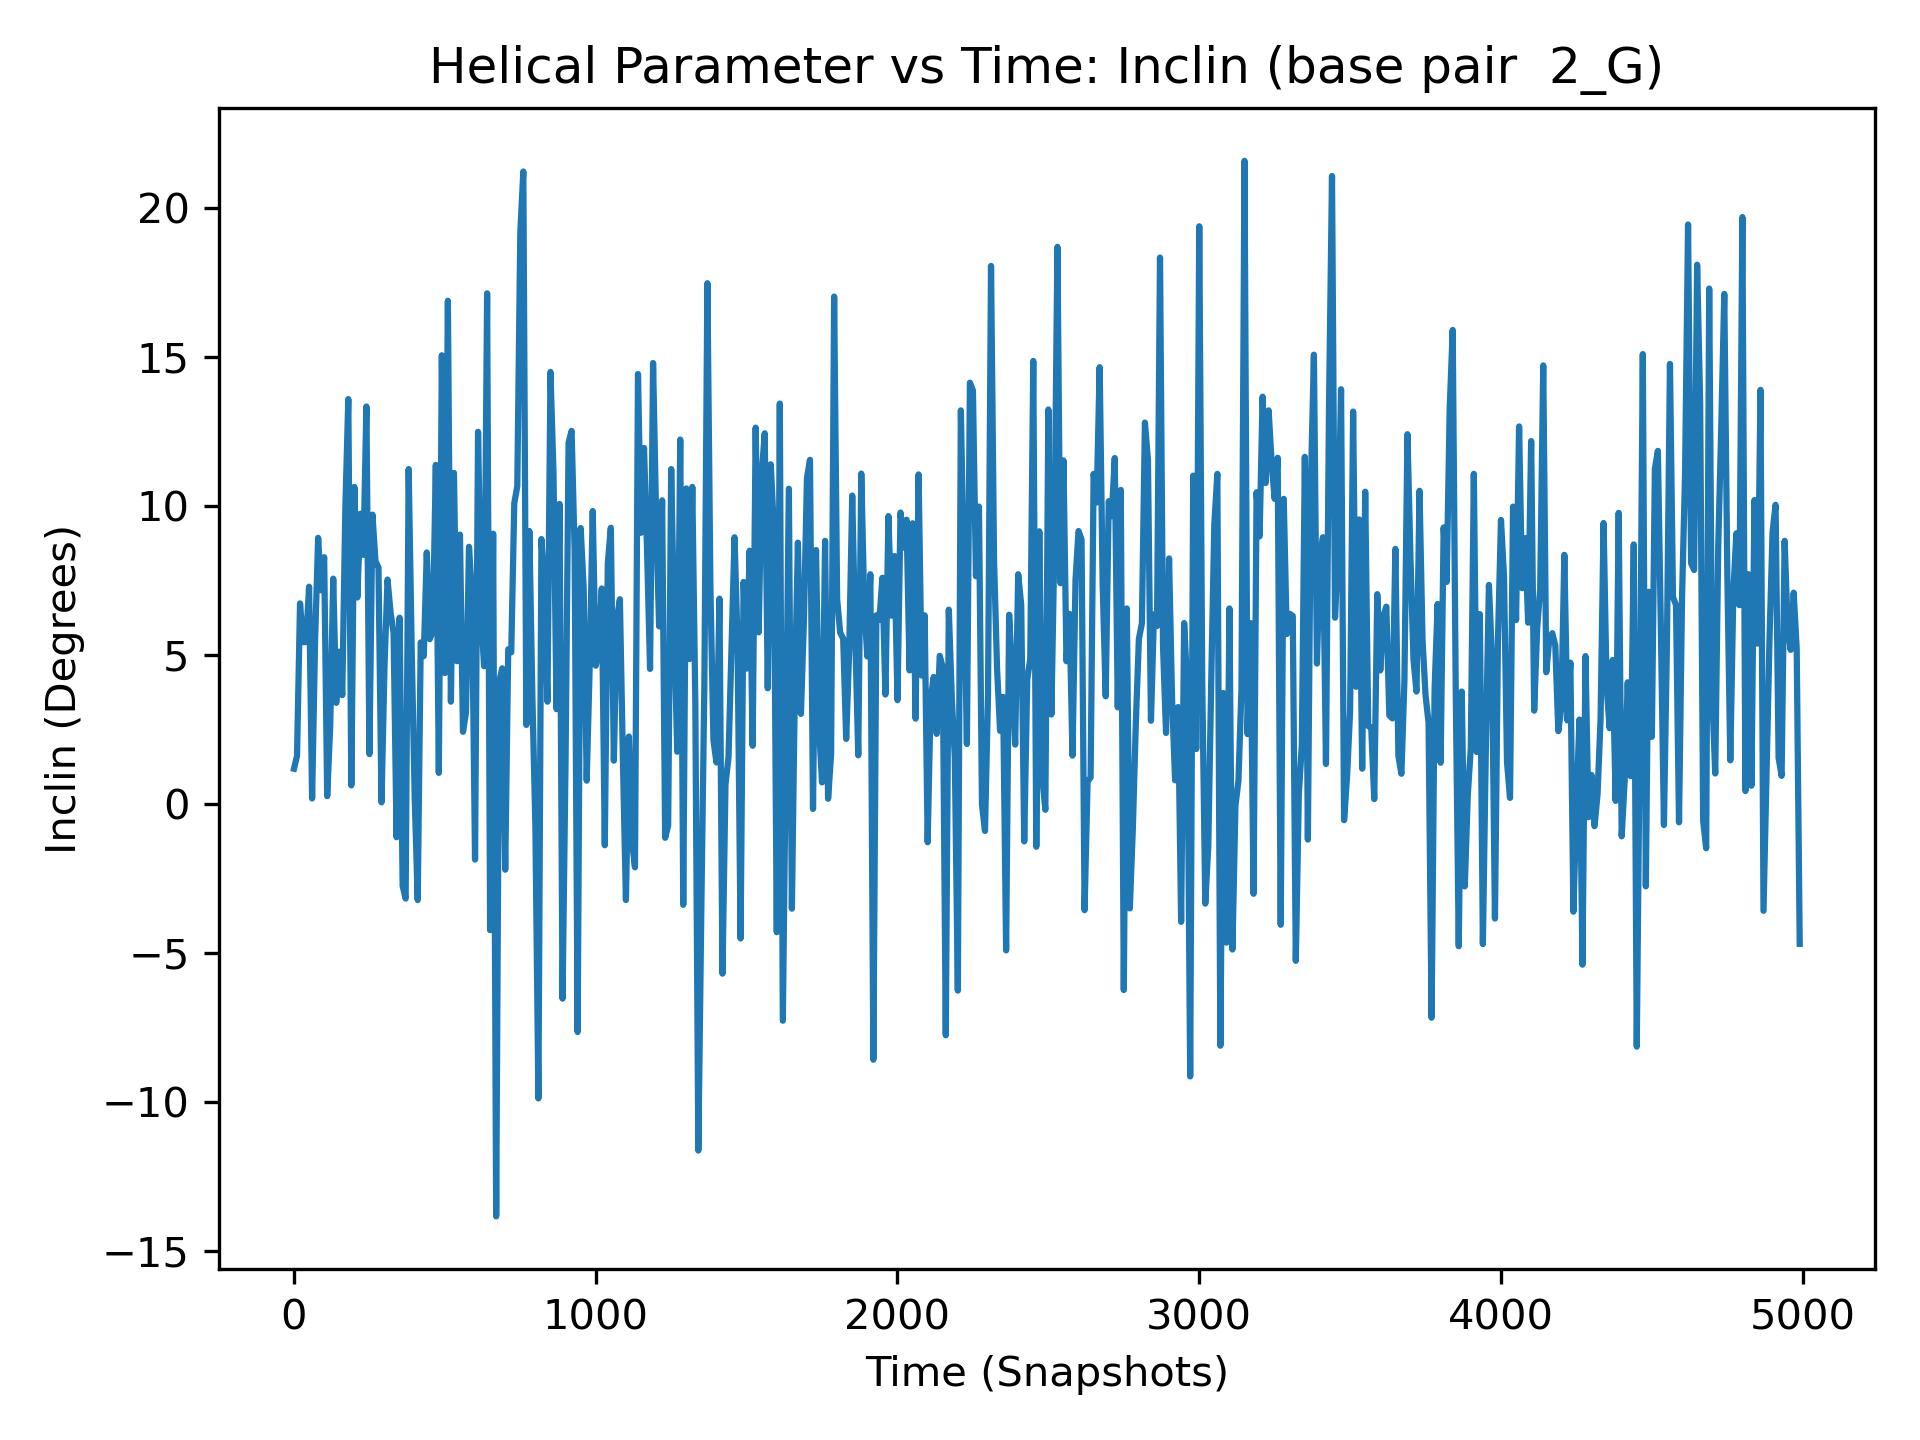 Helical Parameter vs Time: Inclin (base pair  2_G)
20
15
10
5
0
−5
−10
−15
Inclin (Degrees)
0 1000 2000 3000 4000 5000
Time (Snapshots)